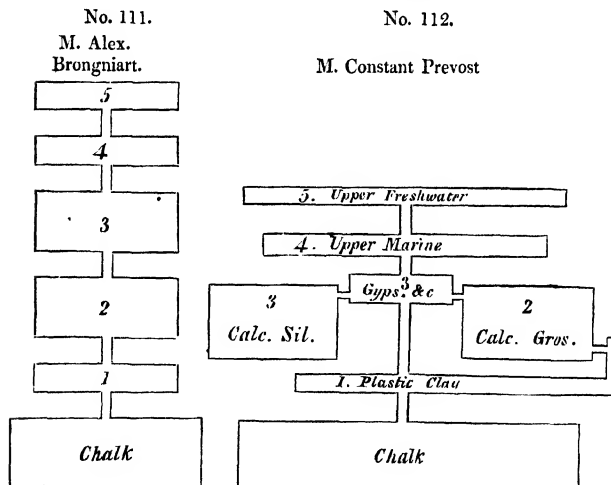 No. 111.
M. Alex.
Brongniart.
5
4
3
2
1
Chalk
No. 112.
M. Constant Prevost
5. Upper Freshwater
4. Upper Marine
3
Gyps. &c
3
Calc. Sil.
2
Calc. Gros.
1. Plastic Clay
Chalk